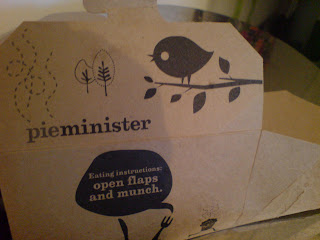 pieminister
Eating instructions:
open flaps
and munch.